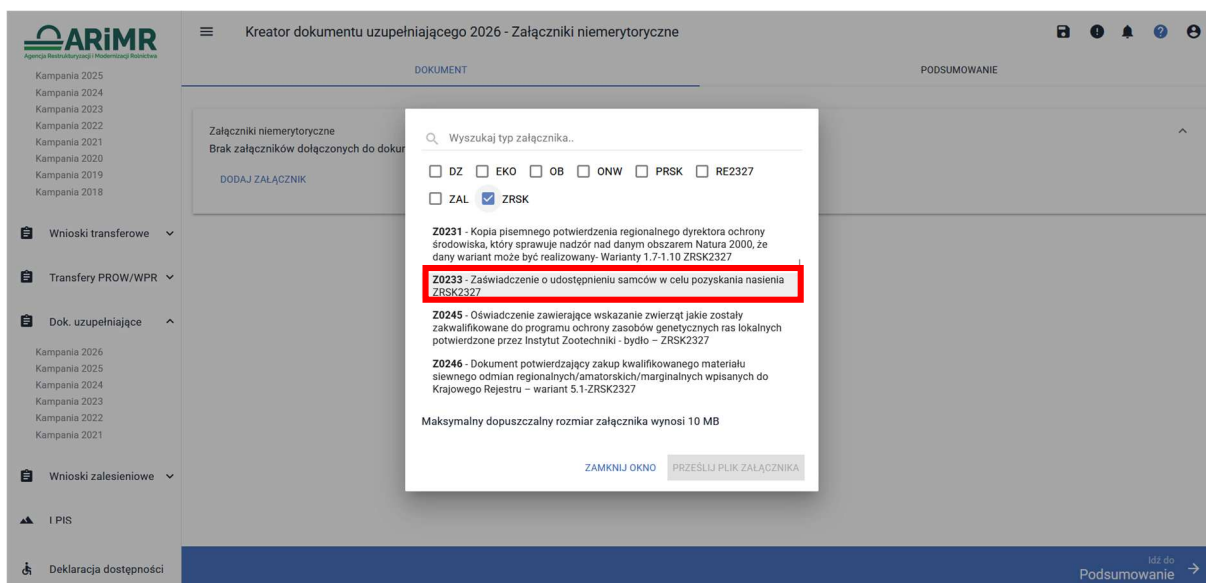 ARiMR
Agencja Restrukturyzacji i Modernizacji Rolnictwa
Kampania 2025
Kampania 2024
Kampania 2023
Kampania 2022
Kampania 2021
Kampania 2020
Kampania 2019
Kampania 2018
Wnioski transferowe
Transfery PROW/WPR
Dok. uzupełniające
Kampania 2026
Kampania 2025
Kampania 2024
Kampania 2023
Kampania 2022
Kampania 2021
Wnioski zalesieniowe
Deklaracja dostępności
Kreator dokumentu uzupełniającego 2026 - Załączniki niemerytoryczne
DOKUMENT
PODSUMOWANIE
Załączniki niemerytoryczne
Brak załączników dołączonych do
DODAJ ZAŁĄCZNIK
Wyszukaj typ załącznika..
DZ EKO OB ONW PRSK RE2327
ZAL ZRSK
Z0231 - Kopia pisemnego potwierdzenia regionalnego dyrektora ochrony
środowiska, który sprawuje nadzór nad danym obszarem Natura 2000, że
dany wariant może być realizowany- Warianty 1.7-1.10 ZRSK2327
Z0233 - Zaświadczenie o udostępnieniu samców w celu pozyskania nasienia
ZRSK2327
Z0245 - Oświadczenie zawierające wskazanie zwierząt jakie zostały
zakwalifikowane do programu ochrony zasobów genetycznych ras lokalnych
potwierdzone przez Instytut Zootechniki - bydło – ZRSK2327
Z0246 - Dokument potwierdzający zakup kwalifikowanego materiału
siewnego odmian regionalnych/amatorskich/marginalnych wpisanych do
Krajowego Rejestru – wariant 5.1-ZRSK2327
Maksymalny dopuszczalny rozmiar załącznika wynosi 10 MB
ZAMKNIJ OKNO
PRZEŚLIJ PLIK ZAŁĄCZNIKA
Idź do
Podsumowanie